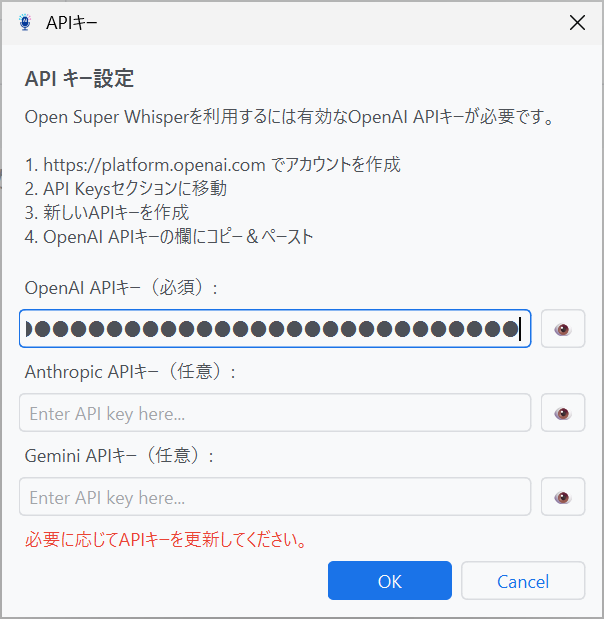 APIキー
API キー設定
Open Super Whisperを利用するには有効なOpenAI APIキーが必要です。
1. https://platform.openai.com でアカウントを作成
2. API Keysセクションに移動
3. 新しいAPIキーを作成
4. OpenAI APIキーの欄にコピー＆ペースト
OpenAI APIキー（必須）:
Anthropic APIキー（任意）:
Enter API key here...
Gemini APIキー（任意）:
Enter API key here...
必要に応じてAPIキーを更新してください。
OK
Cancel